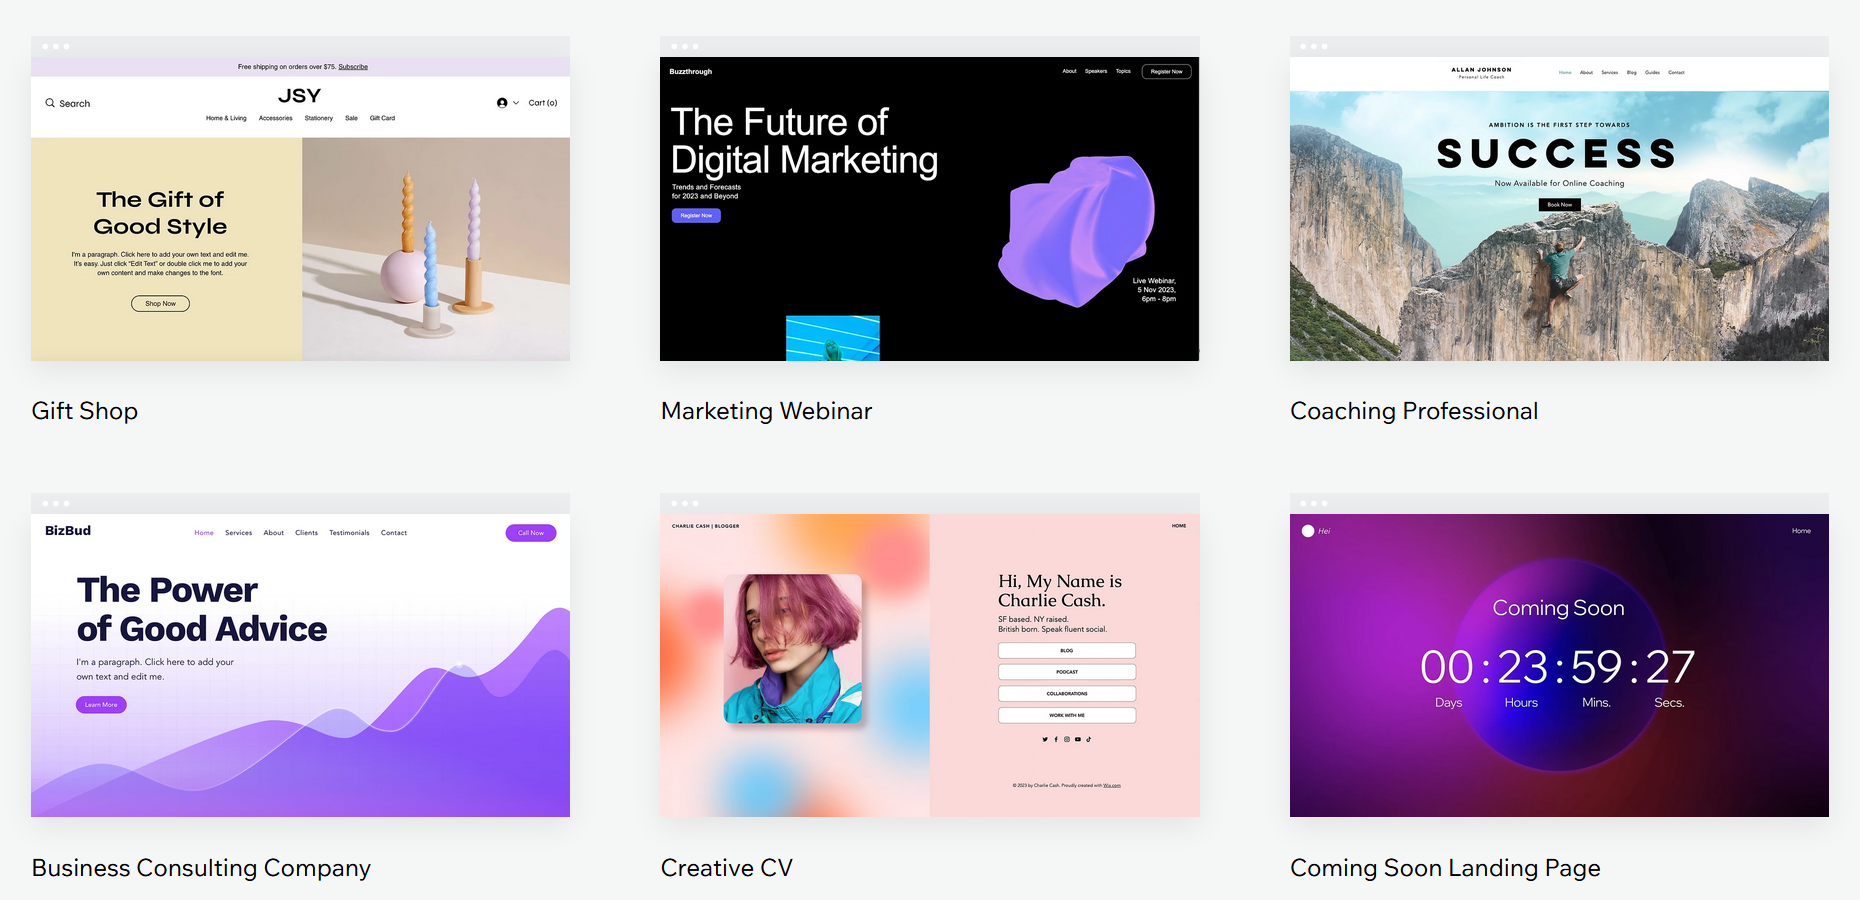 Free shipping on orders over $75. Subscribe
Search
JSY
Cart (0)
Home & Living Accessories Stationery Sale Gift Card
The Gift of
Good Style
I'm a paragraph. Click here to add your own text and edit me.
It's easy. Just click "Edit Text" or double click me to add your
own content and make changes to the font.
Shop Now
Gift Shop
Buzzthrough
About Speakers Topics Register Now
The Future of
Digital Marketing
Trends and Forecasts
for 2023 and Beyond
Register Now
Live Webinar,
5 Nov 2023,
6pm - 8pm
Marketing Webinar
ALLAN JOHNSON
Personal Life Coach
Home About Services Blog Guides Contact
AMBITION IS THE FIRST STEP TOWARDS
SUCCESS
Now Available for Online Coaching
Book Now
Coaching Professional
BizBud
Home Services About Clients Testimonials Contact
Call Now
The Power
of Good Advice
I'm a paragraph. Click here to add your
own text and edit me.
Learn More
Business Consulting Company
CHARLIE CASH | BLOGGER
HOME
Hi, My Name is
Charlie Cash.
SF based. NY raised.
British born. Speak fluent social.
BLOG
PODCAST
COLLABORATIONS
WORK WITH ME
© 2023 by Charlie Cash. Proudly created with Wix.com
Creative CV
Hei
Home
Coming Soon
00 : 23 : 59 : 27
Days Hours Mins. Secs.
Coming Soon Landing Page